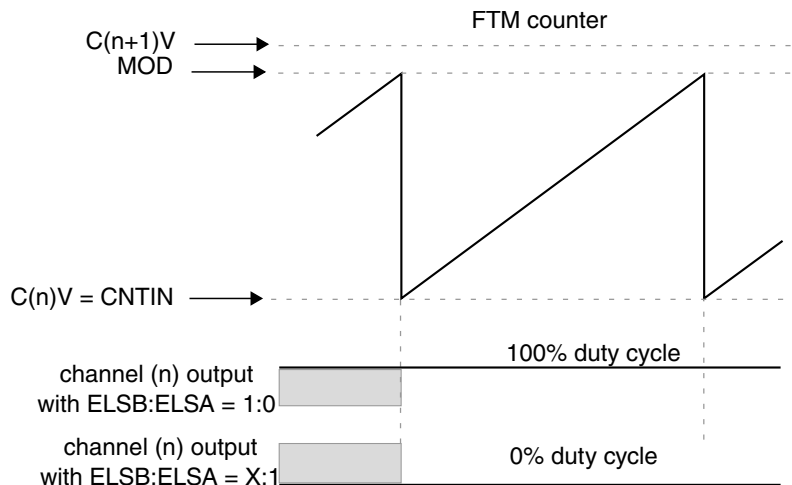 FTM counter
C(n+1)V
MOD
C(n)V = CNTIN
100% duty cycle
channel (n) output
with ELSB:ELSA = 1:0
channel (n) output
with ELSB:ELSA = X:1
0% duty cycle